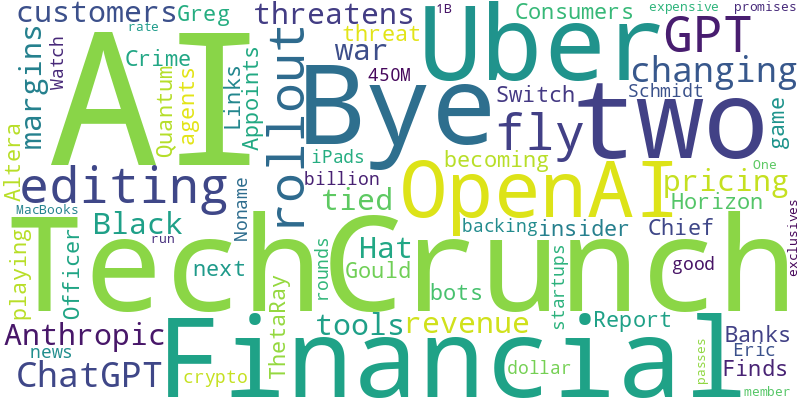 customers
Greg
threatens
1B
Consumers
expensive
promises
rate
AI
Uber
GPT
threat
margins
Watch
Crime
war
changing
Quantum
agents
Links
Appoints
rollout
Bye
450M
Switch
two
Schmidt
game
fly
Altera
iPads
becoming
One
editing
billion
tied
OpenAI
pricing
Horizon
MacBooks
Noname
TechCrunch
Black
backing
insider
Chief
exclusives
playing
Officer
run
Hat
next
Gould
rounds
good
startups
ThetaRay
bots
Anthropic
Financial
tools
revenue
Report
Banks
news
Eric
ChatGPT
crypto
dollar
passes
Finds
member